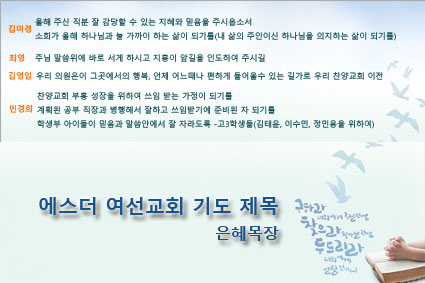 김미경 올해 주신 직분 잘 감당할 수 있는 지혜와 믿음을 주시옵소서
소희가 올해 하나님과 늘 가까이 하는 삶이 되기를(내 삶의 주인이신 하나님을 의지하는 삶이 되기를)
최영 주님 말씀위에 바로 서게 하시고 지훈이 앞길을 인도하여 주시길
김영임 우리 의원은이 그곳에서의 행복, 언제 어느때나 편하게 들어올수 있는 길가로 우리 찬양교회 이전
찬양교회 부흥 성장을 위하여 쓰임 받는 가정이 되기를
민경희 계획된 공부 직장과 병행해서 잘하고 쓰임받기에 준비된 자 되기를
학생부 아이들이 믿음과 말씀안에서 잘 자라도록 -고3학생들(김태윤, 이수민, 정민용을 위하여)
에스더 여선교회 기도 제목
은혜목장
구하라
찾으라
두드리라